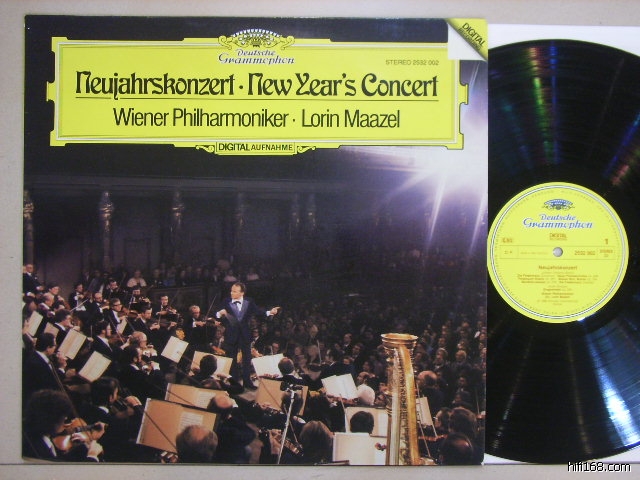 Deutsche
Grammophon
STEREO 2532 002
DIGITAL
Neujahrskonzert · New Year's Concert
Wiener Philharmoniker · Lorin Maazel
DIGITAL AUFNAHME
Deutsche
Grammophon
DIGITAL
1
2532 002
STEREO
Neujahrskonzert
hifi168.com